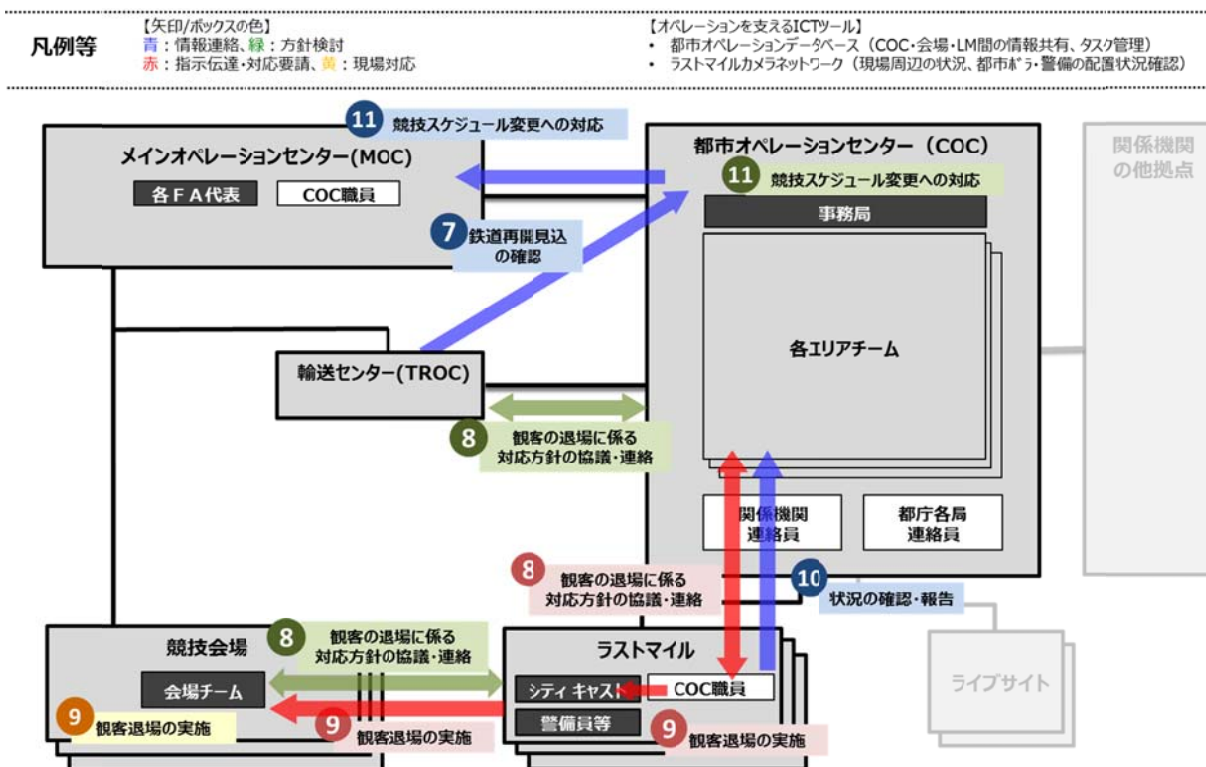 凡例等
【矢印/ボックスの色】
青：情報連絡、緑：方針検討
赤：指示伝達・対応要請、黄：現場対応
【オペレーションを支えるICTツール】
• 都市オペレーションデータベース（COC・会場・LM間の情報共有、タスク管理）
• ラストマイルカメラネットワーク（現場周辺の状況、都市ボラ・警備の配置状況確認）
11 競技スケジュール変更への対応
メインオペレーションセンター(MOC)
各FA代表
COC職員
都市オペレーションセンター（COC）
11 競技スケジュール変更への対応
事務局
関係機関
の他拠点
7 鉄道再開見込
の確認
各エリアチーム
輸送センター(TROC)
8 観客の退場に係る
対応方針の協議・連絡
関係機関
連絡員
都庁各局
連絡員
8 観客の退場に係る
対応方針の協議・連絡
10 状況の確認・報告
競技会場
8 観客の退場に係る
対応方針の協議・連絡
会場チーム
9 観客退場の実施
9 観客退場の実施
ラストマイル
シティ キャスト
COC職員
警備員等
9 観客退場の実施
ライブサイト